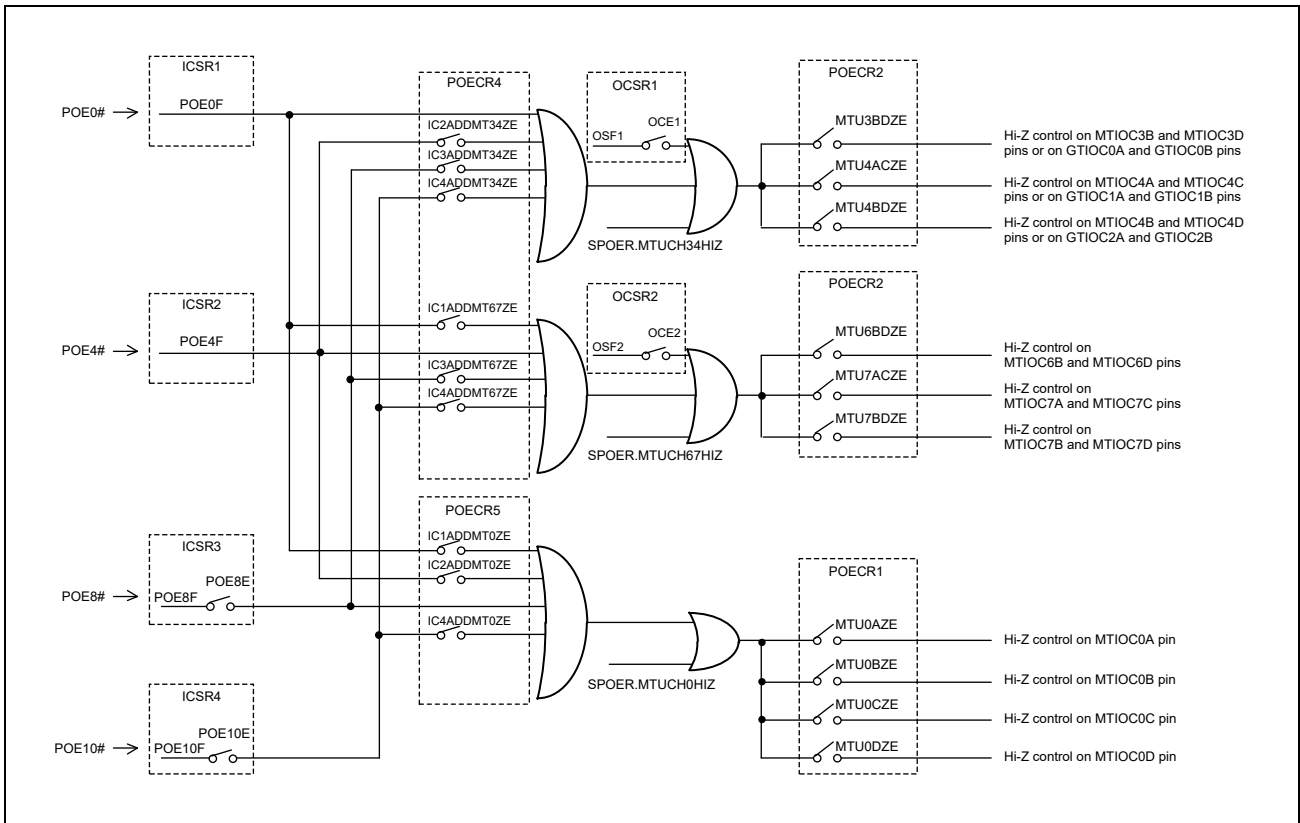 ICSR1
POE0#
POE0F
POECR4
IC2ADDMT34ZE
IC3ADDMT34ZE
IC4ADDMT34ZE
OCSR1
OSF1
OCE1
SPOER.MTUCH34HIZ
POECR2
MTU3BDZE
MTU4ACZE
MTU4BDZE
Hi-Z control on MTIOC3B and MTIOC3D
pins or on GTIOC0A and GTIOC0B pins
Hi-Z control on MTIOC4A and MTIOC4C
pins or on GTIOC1A and GTIOC1B pins
Hi-Z control on MTIOC4B and MTIOC4D
pins or on GTIOC2A and GTIOC2B
ICSR2
POE4#
POE4F
IC1ADDMT67ZE
IC3ADDMT67ZE
IC4ADDMT67ZE
OCSR2
OSF2
OCE2
SPOER.MTUCH67HIZ
POECR2
MTU6BDZE
MTU7ACZE
MTU7BDZE
Hi-Z control on
MTIOC6B and MTIOC6D pins
Hi-Z control on
MTIOC7A and MTIOC7C pins
Hi-Z control on
MTIOC7B and MTIOC7D pins
ICSR3
POE8#
POE8F
POE8E
POECR5
IC1ADDMT0ZE
IC2ADDMT0ZE
IC4ADDMT0ZE
SPOER.MTUCH0HIZ
ICSR4
POE10#
POE10F
POE10E
POECR1
MTU0AZE
MTU0BZE
MTU0CZE
MTU0DZE
Hi-Z control on MTIOC0A pin
Hi-Z control on MTIOC0B pin
Hi-Z control on MTIOC0C pin
Hi-Z control on MTIOC0D pin